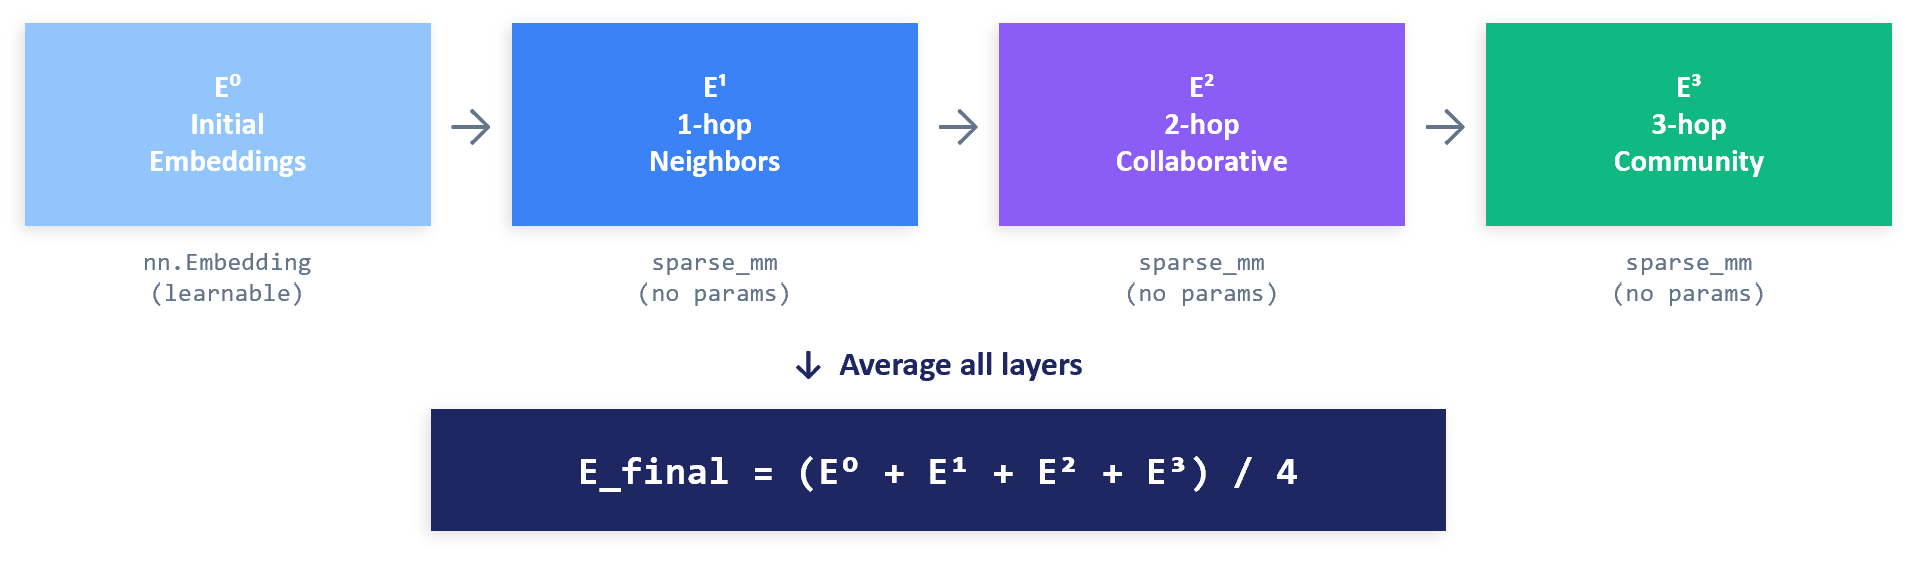 E⁰
Initial
Embeddings
E¹
1-hop
Neighbors
E²
2-hop
Collaborative
E³
3-hop
Community
nn.Embedding
(learnable)
sparse_mm
(no params)
sparse_mm
(no params)
sparse_mm
(no params)
↓ Average all layers
E_final = (E⁰ + E¹ + E² + E³) / 4